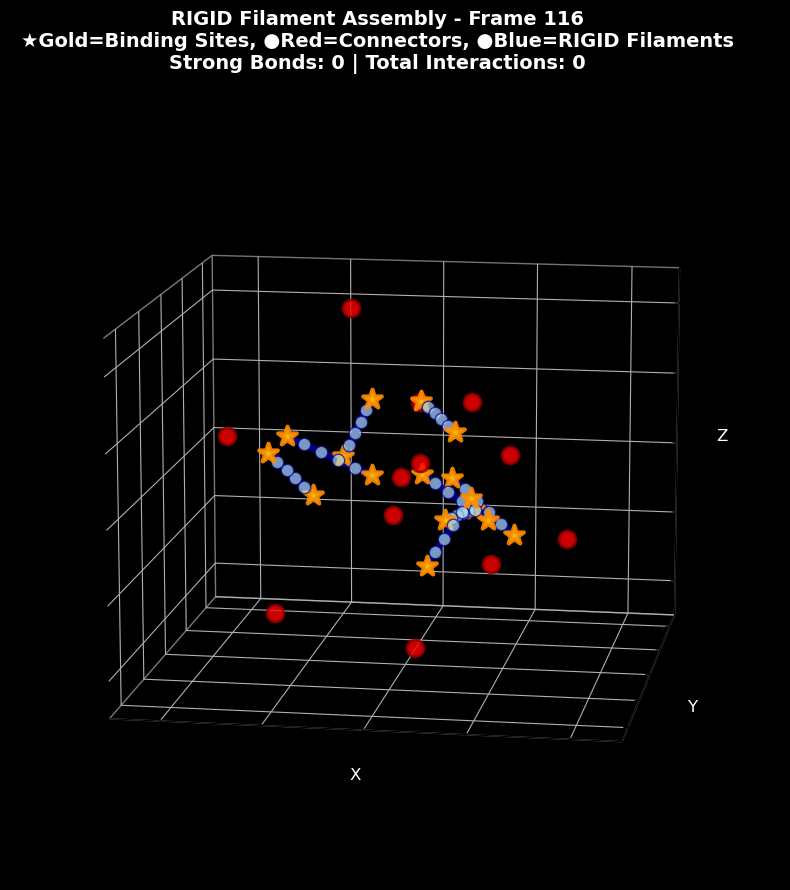 RIGID Filament Assembly - Frame 116
★Gold=Binding Sites, ●Red=Connectors, ●Blue=RIGID Filaments
Strong Bonds: 0 | Total Interactions: 0
Z
Y
X